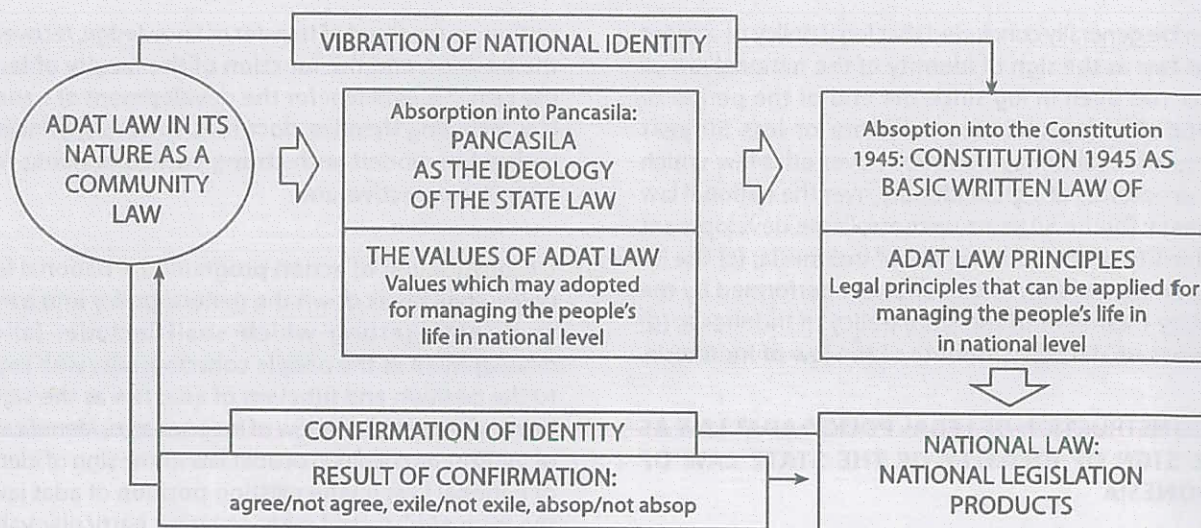 VIBRATION OF NATIONAL IDENTITY
ADAT LAW IN ITS
NATURE AS A
COMMUNITY
LAW
Absorption into Pancasila:
PANCASILA
AS THE IDEOLOGY
OF THE STATE LAW
THE VALUES OF ADAT LAW
Values which may adopted
for managing the people's
life in national level
Absoption into the Constitution
1945: CONSTITUTION 1945 AS
BASIC WRITTEN LAW OF
ADAT LAW PRINCIPLES
Legal principles that can be applied for
managing the people's life in
in national level
CONFIRMATION OF IDENTITY
RESULT OF CONFIRMATION:
agree/not agree, exile/not exile, absop/not absop
NATIONAL LAW:
NATIONAL LEGISLATION
PRODUCTS